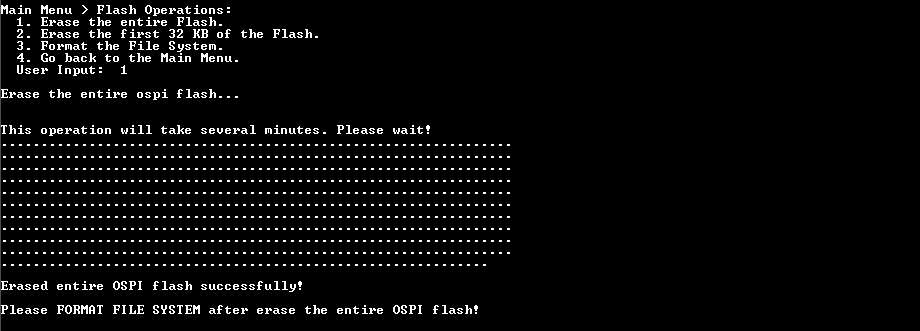 Main Menu > Flash Operations:
1. Erase the entire Flash.
2. Erase the first 32 KB of the Flash.
3. Format the File System.
4. Go back to the Main Menu.
User Input: 1
Erase the entire ospi flash...
This operation will take several minutes. Please wait!
................................................................
................................................................
................................................................
................................................................
................................................................
................................................................
................................................................
................................................................
................................................................
................................................................
.............................................................
Erased entire OSPI flash successfully!
Please FORMAT FILE SYSTEM after erase the entire OSPI flash!